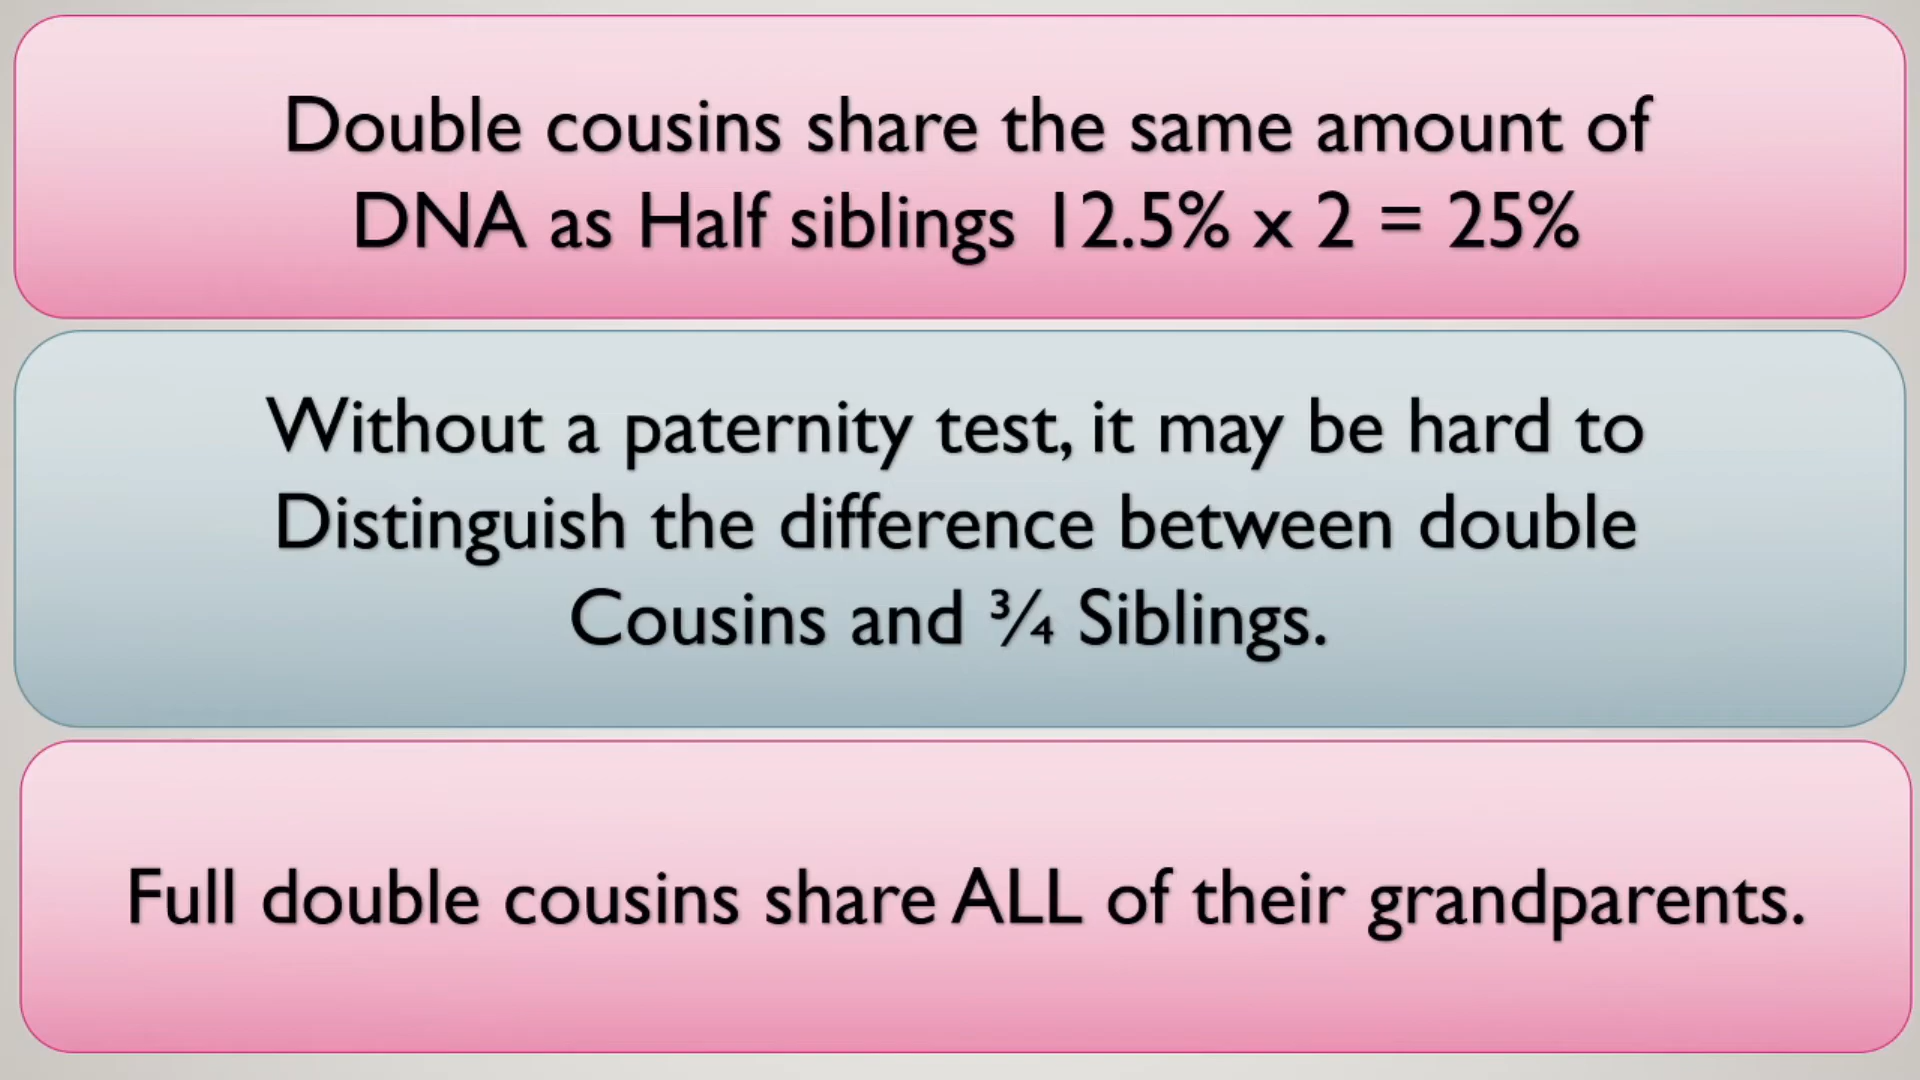 Double cousins share the same amount of
DNA as Half siblings 12.5% x 2 = 25%
Without a paternity test, it may be hard to
Distinguish the difference between double
Cousins and ¾ Siblings.
Full double cousins share ALL of their grandparents.